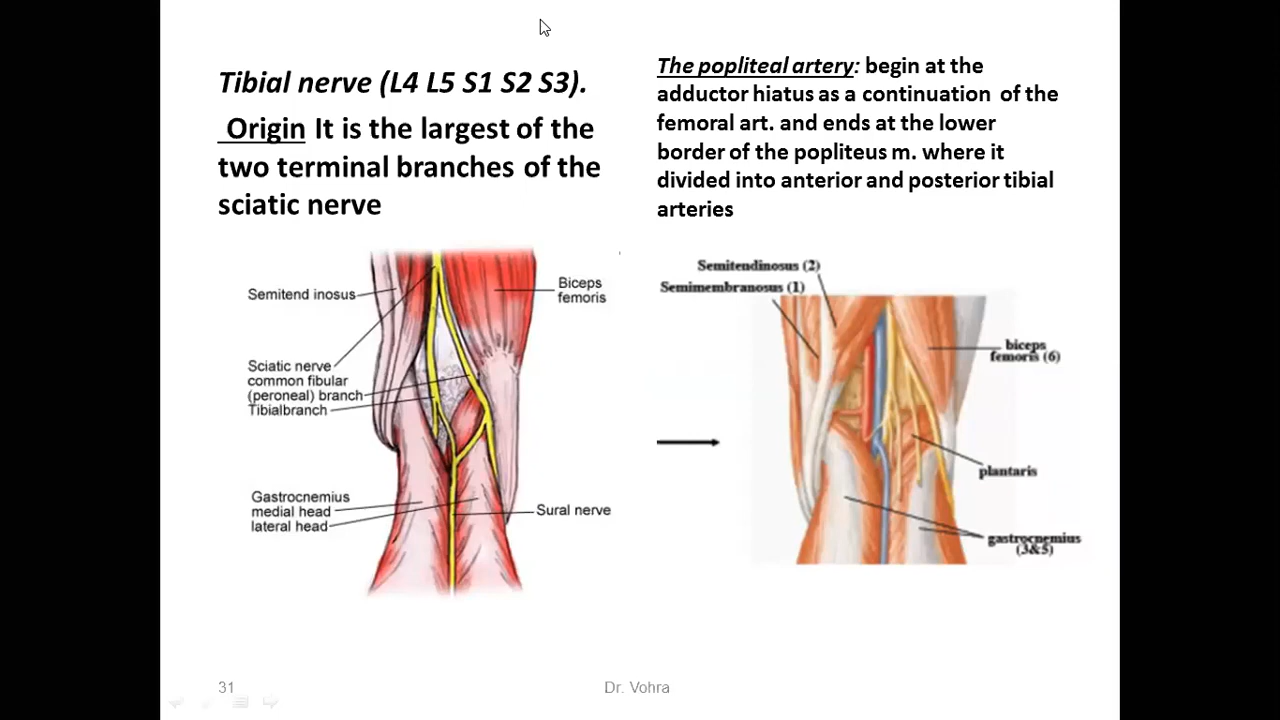 Tibial nerve (L4 L5 S1 S2 S3).
Origin It is the largest of the
two terminal branches of the
sciatic nerve
The popliteal artery: begin at the
adductor hiatus as a continuation of the
femoral art. and ends at the lower
border of the popliteus m. where it
divided into anterior and posterior tibial
arteries
Semitend inosus
Biceps
femoris
Sciatic nerve
common fibular
(peroneal) branch
Tibialbranch
Gastrocnemius
medial head
lateral head
Sural nerve
Semitendinosus (2)
Semimembranosus (1)
biceps
femoris (6)
plantaris
gastrocnemius
(3&5)
31
Dr. Vohra